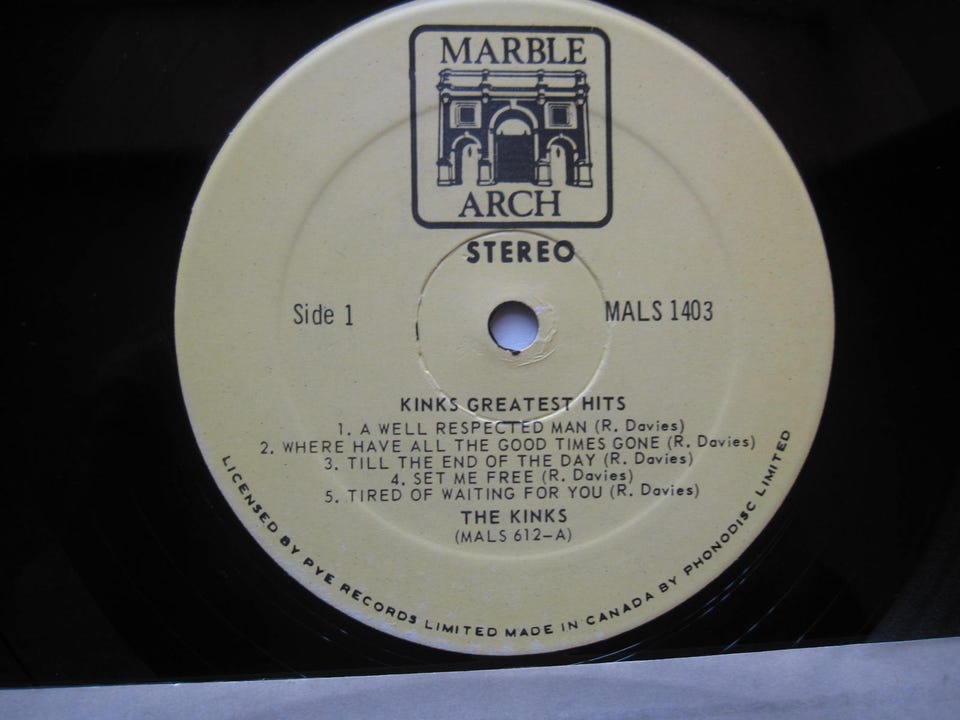 MARBLE
ARCH
STEREO
Side 1
MALS 1403
KINKS GREATEST HITS
1. A WELL RESPECTED MAN (R. Davies)
2. WHERE HAVE ALL THE GOOD TIMES GONE (R. Davies)
3. TILL THE END OF THE DAY (R. Davies)
4. SET ME FREE (R. Davies)
5. TIRED OF WAITING FOR YOU (R. Davies)
THE KINKS
(MALS 612-A)
LICENSED BY PYE RECORDS LIMITED MADE IN CANADA BY PHONODISC LIMITED